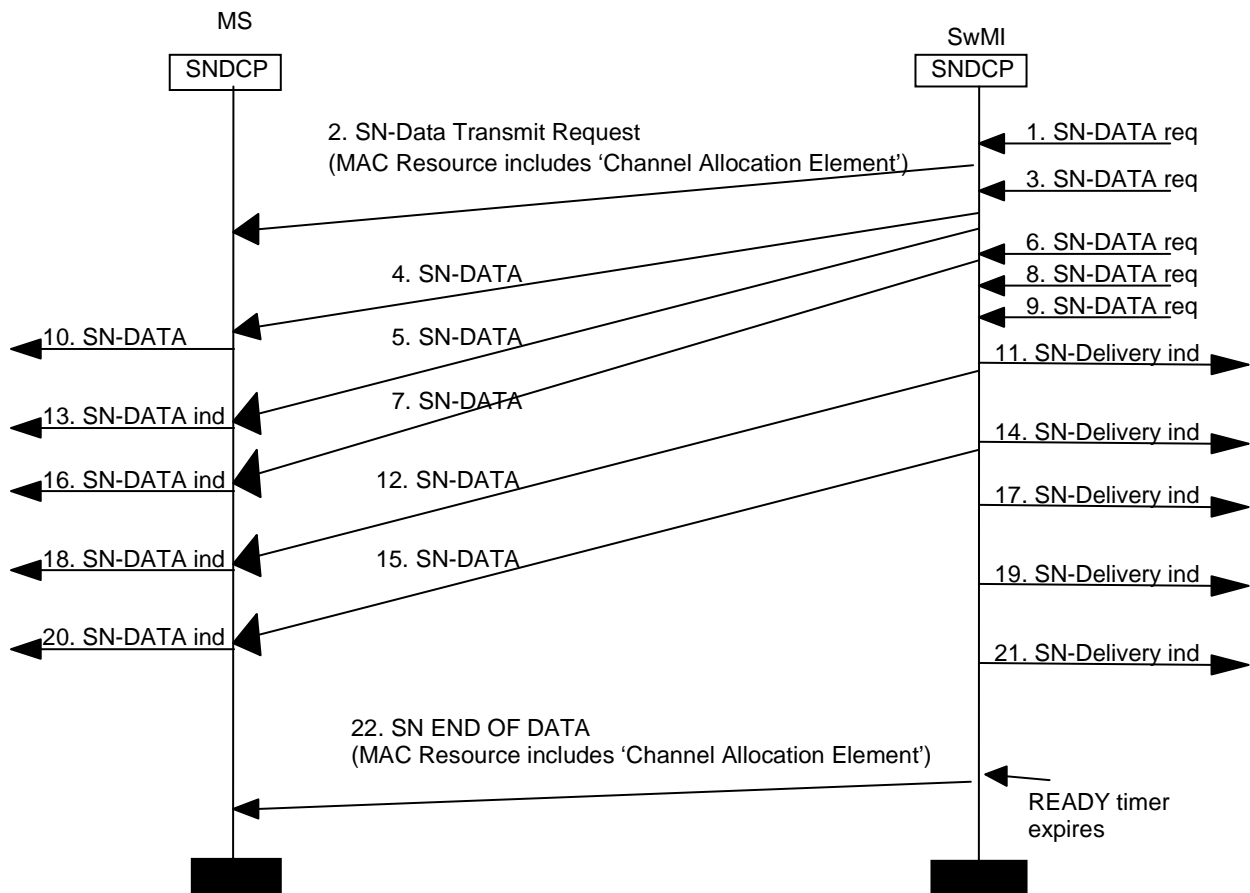 MS
SwMI
SNDCP
SNDCP
2. SN-Data Transmit Request
(MAC Resource includes ‘Channel Allocation Element’)
1. SN-DATA req
3. SN-DATA req
6. SN-DATA req
4. SN-DATA
8. SN-DATA req
9. SN-DATA req
10. SN-DATA
5. SN-DATA
11. SN-Delivery ind
7. SN-DATA
13. SN-DATA ind
14. SN-Delivery ind
16. SN-DATA ind
12. SN-DATA
17. SN-Delivery ind
18. SN-DATA ind
15. SN-DATA
19. SN-Delivery ind
20. SN-DATA ind
21. SN-Delivery ind
22. SN END OF DATA
(MAC Resource includes ‘Channel Allocation Element’)
READY timer
expires